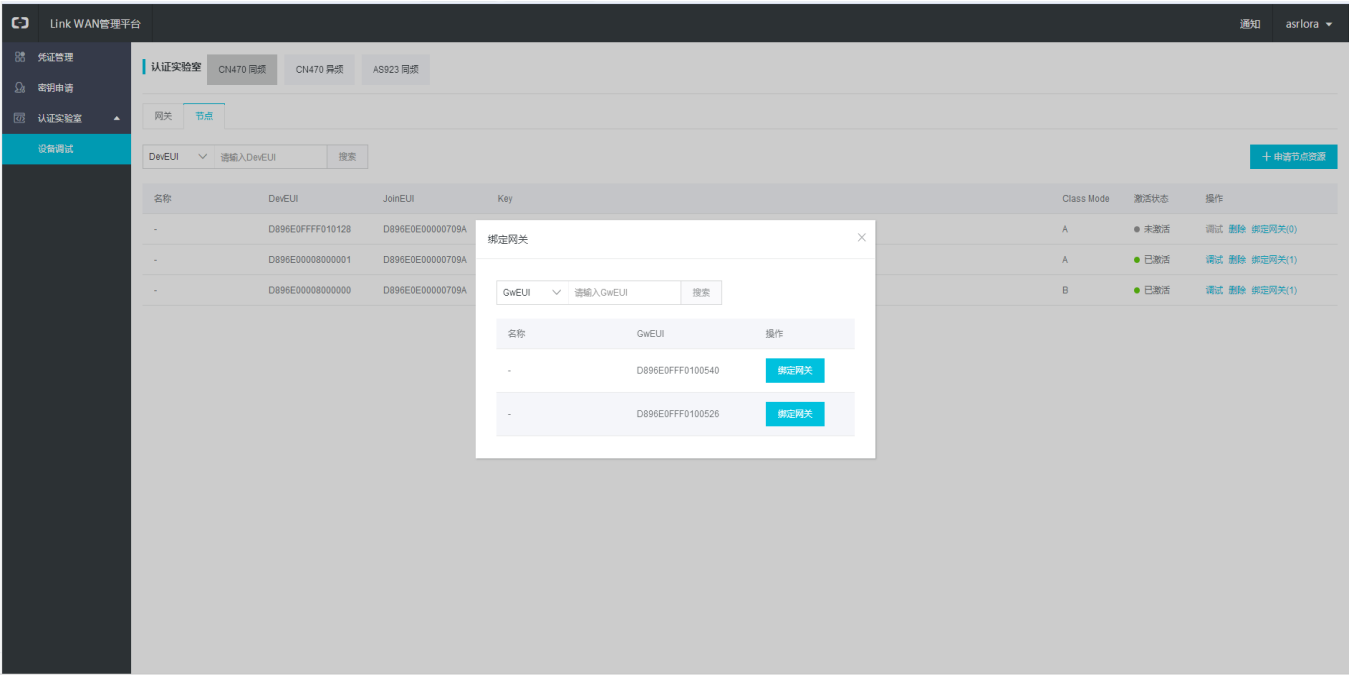 Link WAN管理平台 通知 asrlora
凭证管理
密钥申请
认证实验室
设备调试
认证实验室 CN470 同频 CN470 异频 AS923 同频
网关 节点
DevEUI 请输入DevEUI 搜索 + 申请节点资源
名称 DevEUI JoinEUI Key Class Mode 激活状态 操作
- D896E0FFFF010128 D896E0E00000709A A 未激活 调试 删除 绑定网关(0)
- D896E00008000001 D896E0E00000709A A 已激活 调试 删除 绑定网关(1)
- D896E00008000000 D896E0E00000709A B 已激活 调试 删除 绑定网关(1)
绑定网关
GwEUI 请输入GwEUI 搜索
名称 GwEUI 操作
- D896E0FFF0100540 绑定网关
- D896E0FFF0100526 绑定网关